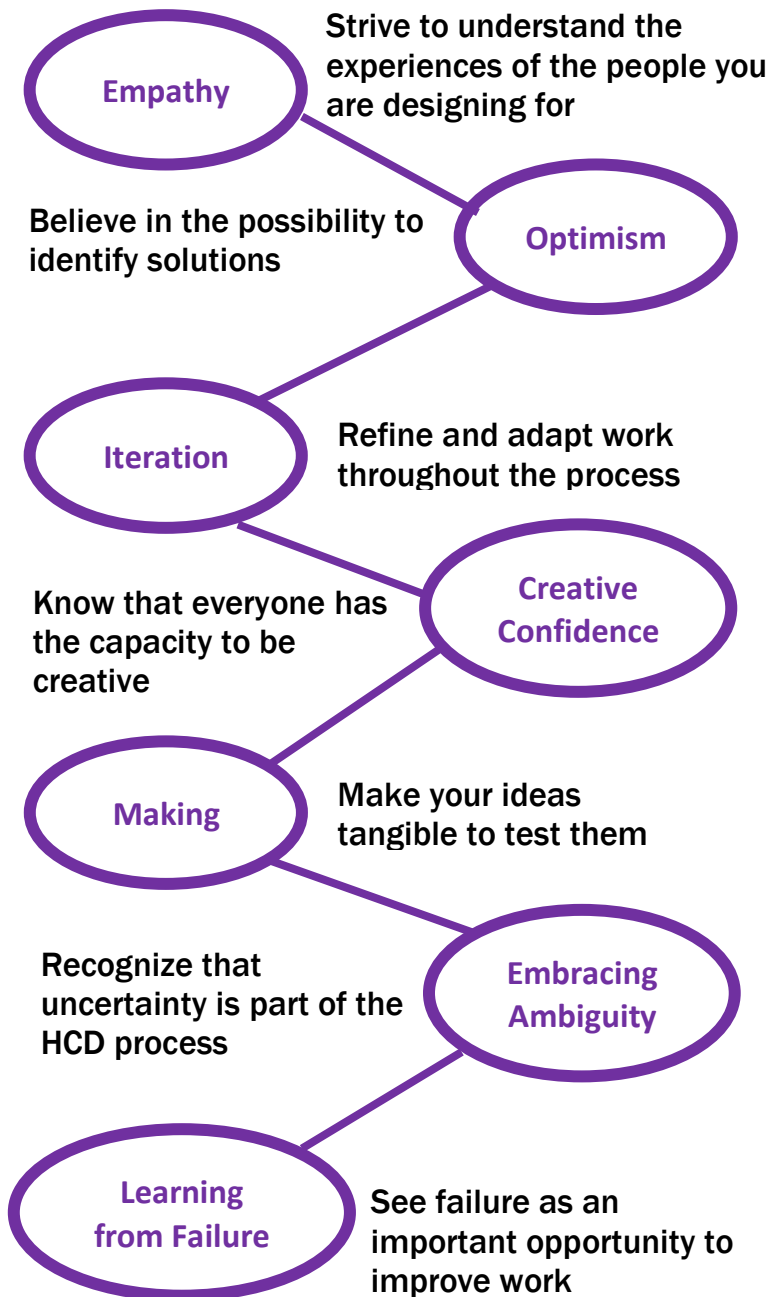 Empathy
Strive to understand the
experiences of the people you
are designing for
Optimism
Believe in the possibility to
identify solutions
Iteration
Refine and adapt work
throughout the process
Creative
Confidence
Know that everyone has
the capacity to be
creative
Making
Make your ideas
tangible to test them
Embracing
Ambiguity
Recognize that
uncertainty is part of the
HCD process
Learning
from Failure
See failure as an
important opportunity to
improve work